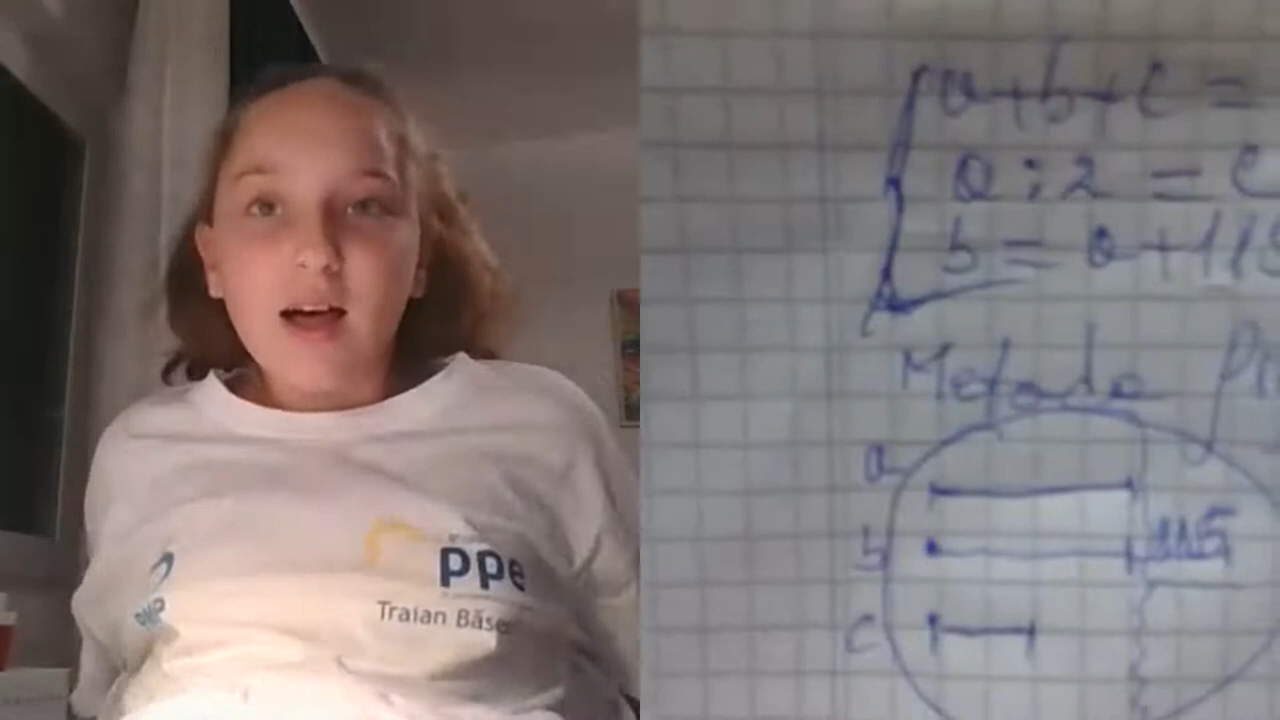 ppe
Traian Băse
a+b+c=
a:2=c
b=a+115
Metoda
a
b 115
c